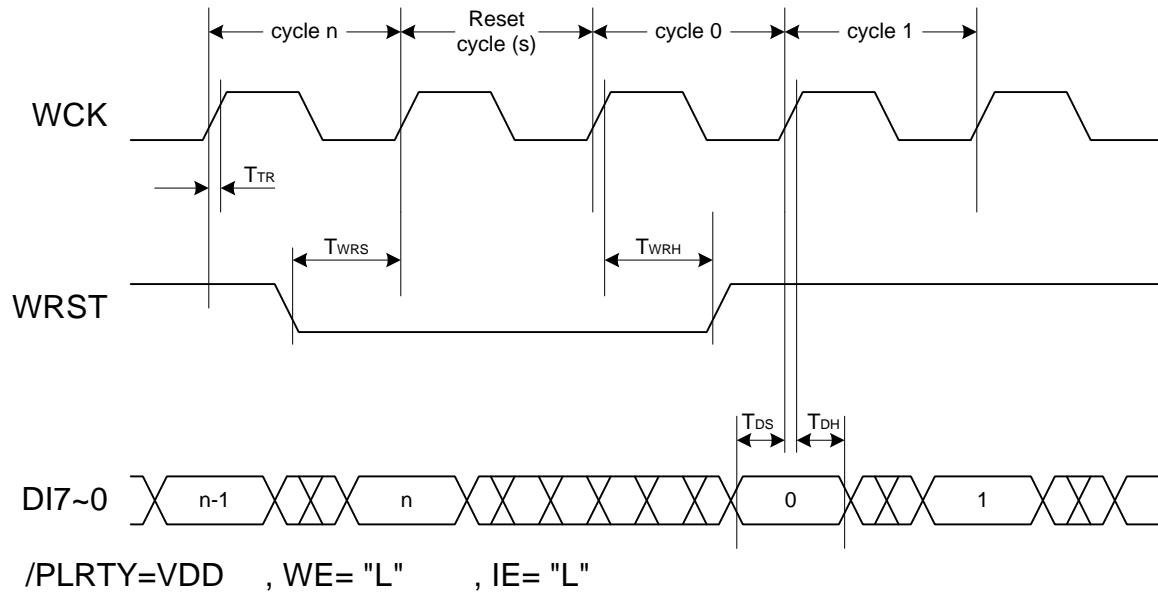 cycle n
Reset
cycle (s)
cycle 0
cycle 1
WCK
TTR
TWRS
TWRH
WRST
TDS
TDH
DI7~0
n-1
n
0
1
/PLRTY=VDD , WE= "L" , IE= "L"